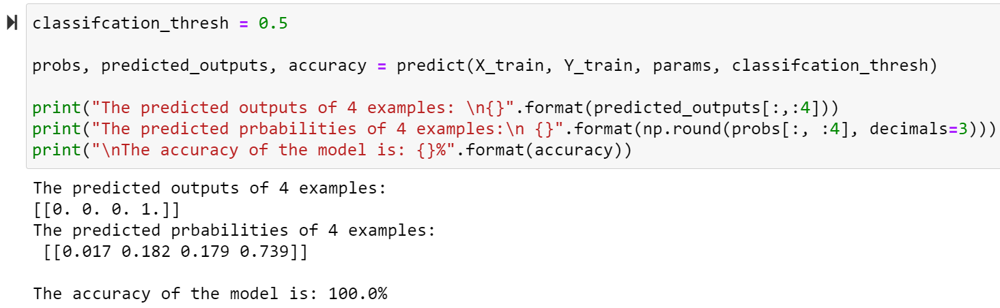 classifcation_thresh = 0.5
probs, predicted_outputs, accuracy = predict(X_train, Y_train, params, classifcation_thresh)
print("The predicted outputs of 4 examples: \n{}".format(predicted_outputs[:,:4]))
print("The predicted prbabilities of 4 examples:\n {}".format(np.round(probs[:, :4], decimals=3)))
print("\nThe accuracy of the model is: {}%".format(accuracy))
The predicted outputs of 4 examples:
[[0. 0. 0. 1.]]
The predicted prbabilities of 4 examples:
 [[0.017 0.182 0.179 0.739]]
The accuracy of the model is: 100.0%